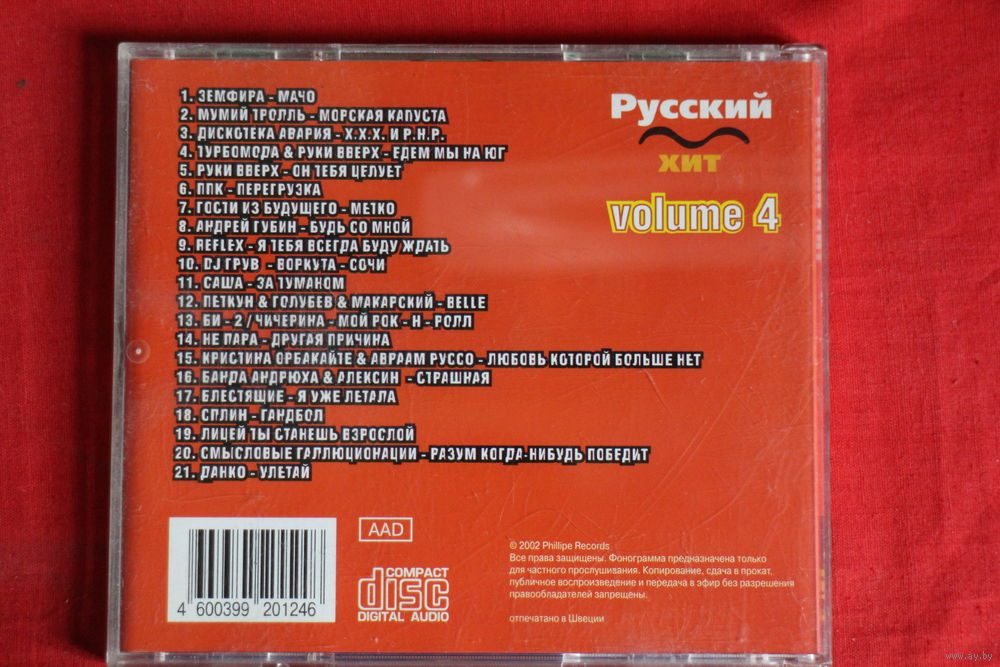 1. ЗЕМФИРА - МАЧО
2. МУМИЙ ТРОЛЛЬ - МОРСКАЯ КАПУСТА
3. ДИСКОТЕКА АВАРИЯ - Х.Х.Х. И Р.Н.Р.
4. ТУРБОМОДА & РУКИ ВВЕРХ - ЕДЕМ МЫ НА ЮГ
5. РУКИ ВВЕРХ - ОН ТЕБЯ ЦЕЛУЕТ
6. ППК - ПЕРЕГРУЗКА
7. ГОСТИ ИЗ БУДУЩЕГО - МЕТКО
8. АНДРЕЙ ГУБИН - БУДЬ СО МНОЙ
9. REFLEX - Я ТЕБЯ ВСЕГДА БУДУ ЖДАТЬ
10. DJ ГРУВ - ВОРКУТА - СОЧИ
11. САША - ЗА ТУМАНОМ
12. ПЕТКУН & ГОЛУБЕВ & МАКАРСКИЙ - BELLE
13. БИ - 2 / ЧИЧЕРИНА - МОЙ РОК - Н - РОЛЛ
14. НЕ ПАРА - ДРУГАЯ ПРИЧИНА
15. КРИСТИНА ОРБАКАЙТЕ & АВРААМ РУССО - ЛЮБОВЬ КОТОРОЙ БОЛЬШЕ НЕТ
16. БАНДА АНДРЮХА & АЛЕКСИН - СТРАШНАЯ
17. БЛЕСТЯЩИЕ - Я УЖЕ ЛЕТАЛА
18. СПЛИН - ГАНДБОЛ
19. ЛИЦЕЙ ТЫ СТАНЕШЬ ВЗРОСЛОЙ
20. СМЫСЛОВЫЕ ГАЛЛЮЦИОНАЦИИ - РАЗУМ КОГДА-НИБУДЬ ПОБЕДИТ
21. ДАНКО - УЛЕТАЙ
Русский
хит
volume 4
4 600399 201246
AAD
COMPACT
disc
DIGITAL AUDIO
© 2002 Phillipe Records
Все права защищены. Фонограмма предназначена только
для частного прослушивания. Копирование, сдача в прокат,
публичное воспроизведение и передача в эфир без разрешения
правообладателей запрещены.
отпечатано в Швеции
www.ay.by